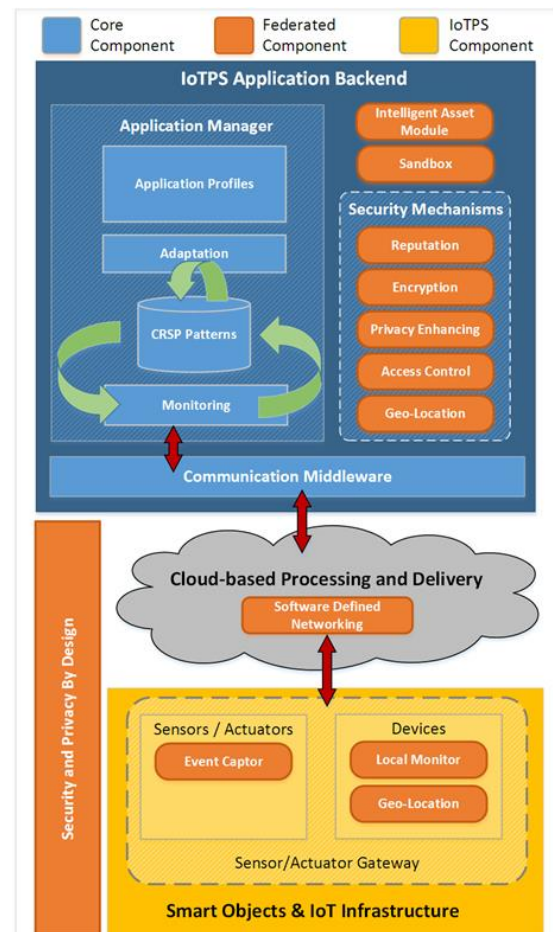 Core
Component
Federated
Component
IoTPS
Component
IoTPS Application Backend
Application Manager
Application Profiles
Adaptation
CRSP Patterns
Monitoring
Intelligent Asset
Module
Sandbox
Security Mechanisms
Reputation
Encryption
Privacy Enhancing
Access Control
Geo-Location
Communication Middleware
Security and Privacy By Design
Cloud-based Processing and Delivery
Software Defined
Networking
Sensors / Actuators
Event Captor
Devices
Local Monitor
Geo-Location
Sensor/Actuator Gateway
Smart Objects & IoT Infrastructure